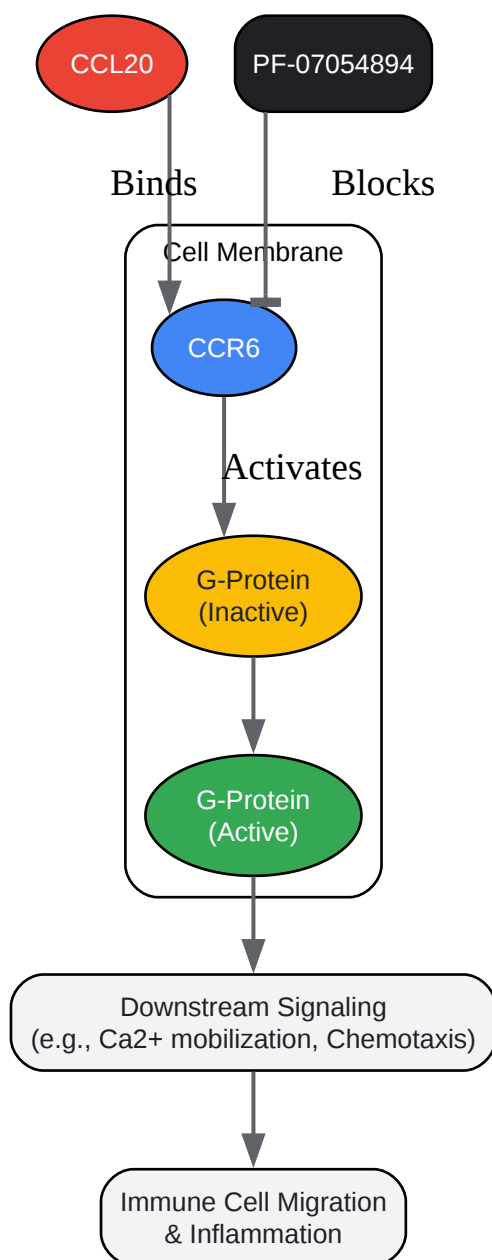 CCL20
PF-07054894
Binds
Blocks
Cell Membrane
CCR6
Activates
G-Protein
(Inactive)
G-Protein
(Active)
Downstream Signaling
(e.g., Ca2+ mobilization, Chemotaxis)
Immune Cell Migration
& Inflammation